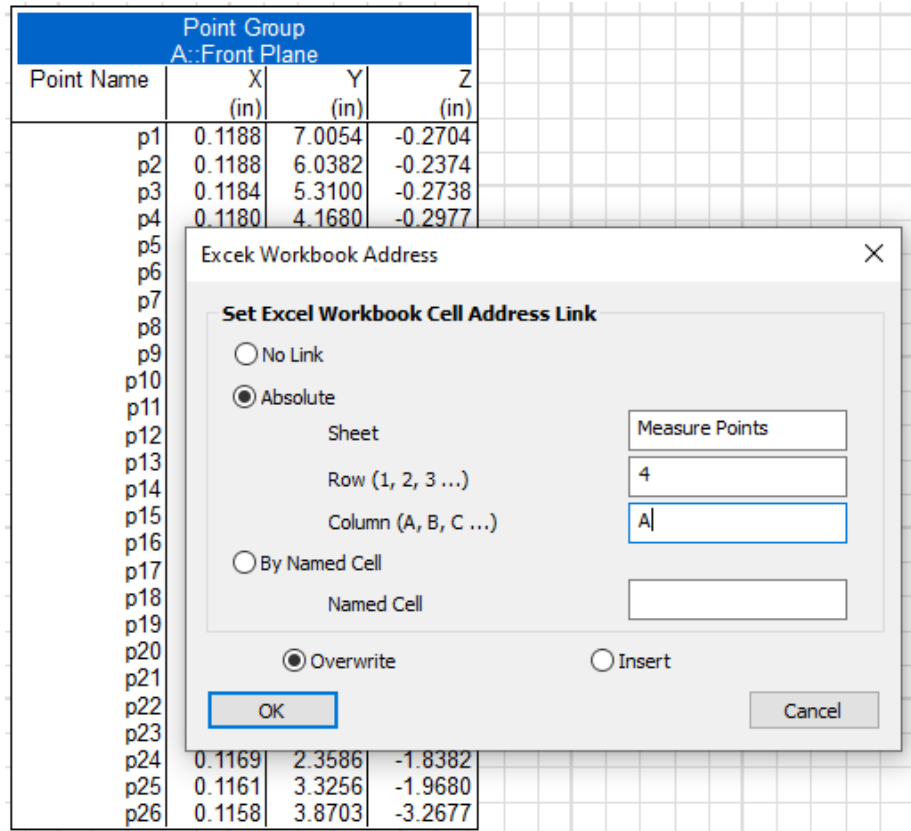 Point Group
A::Front Plane
Point Name X Y Z
(in) (in) (in)
p1 0.1188 7.0054 -0.2704
p2 0.1188 6.0382 -0.2374
p3 0.1184 5.3100 -0.2738
p4 0.1180 4.1680 -0.2977
p5
p6
p7
p8
p9
p10
p11
p12
p13
p14
p15
p16
p17
p18
p19
p20
p21
p22
p23
p24 0.1169 2.3586 -1.8382
p25 0.1161 3.3256 -1.9680
p26 0.1158 3.8703 -3.2677
Excek Workbook Address
Set Excel Workbook Cell Address Link
No Link
Absolute
Sheet Measure Points
Row (1, 2, 3 ...) 4
Column (A, B, C ...) A
By Named Cell
Named Cell
Overwrite Insert
OK Cancel